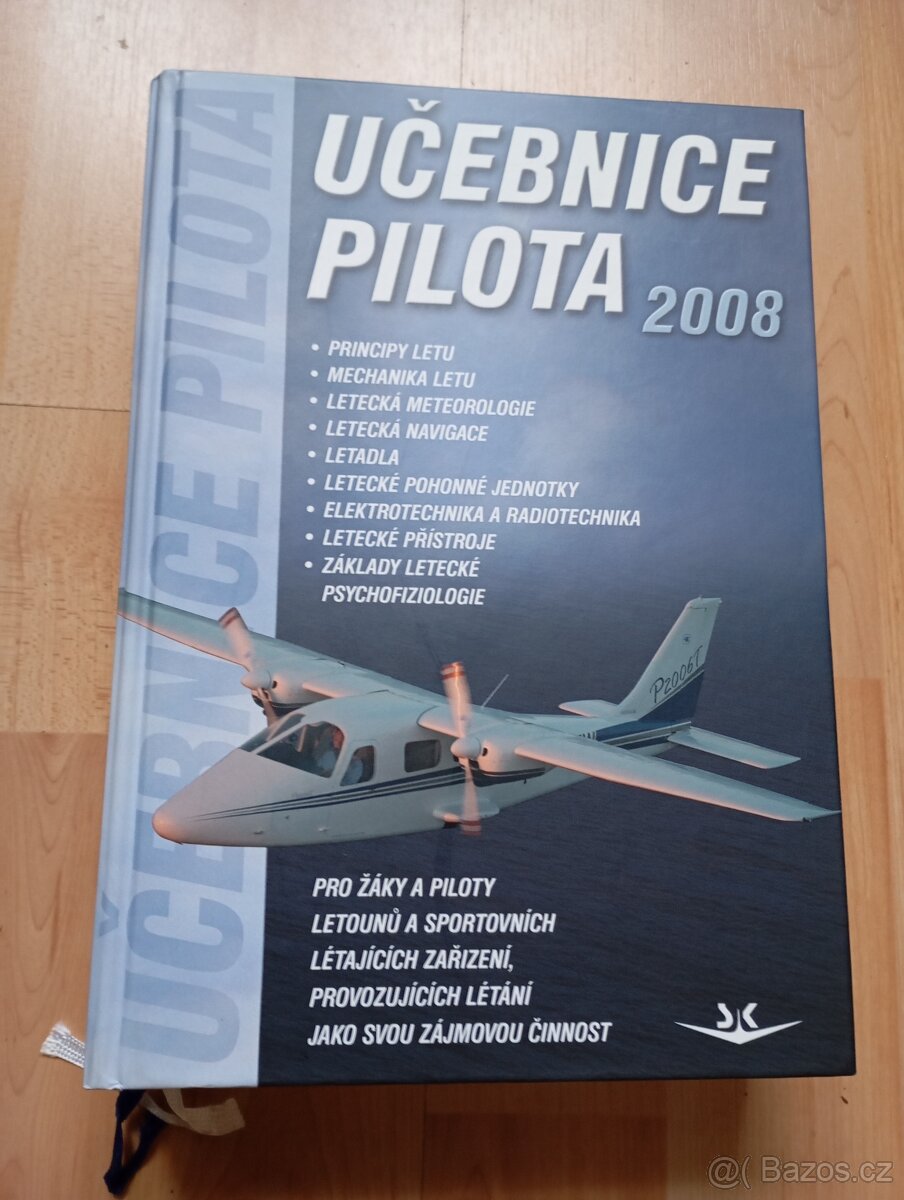 UČEBNICE PILOTA
UČEBNICE
PILOTA 2008
• PRINCIPY LETU
• MECHANIKA LETU
• LETECKÁ METEOROLOGIE
• LETECKÁ NAVIGACE
• LETADLA
• LETECKÉ POHONNÉ JEDNOTKY
• ELEKTROTECHNIKA A RADIOTECHNIKA
• LETECKÉ PŘÍSTROJE
• ZÁKLADY LETECKÉ
PSYCHOFIZIOLOGIE
P2006T
PRO ŽÁKY A PILOTY
LETOUNŮ A SPORTOVNÍCH
LÉTAJÍCÍCH ZAŘIZENÍ,
PROVOZUJÍCÍCH LÉTÁNÍ
JAKO SVOU ZÁJMOVOU ČINNOST
@( Bazos.cz